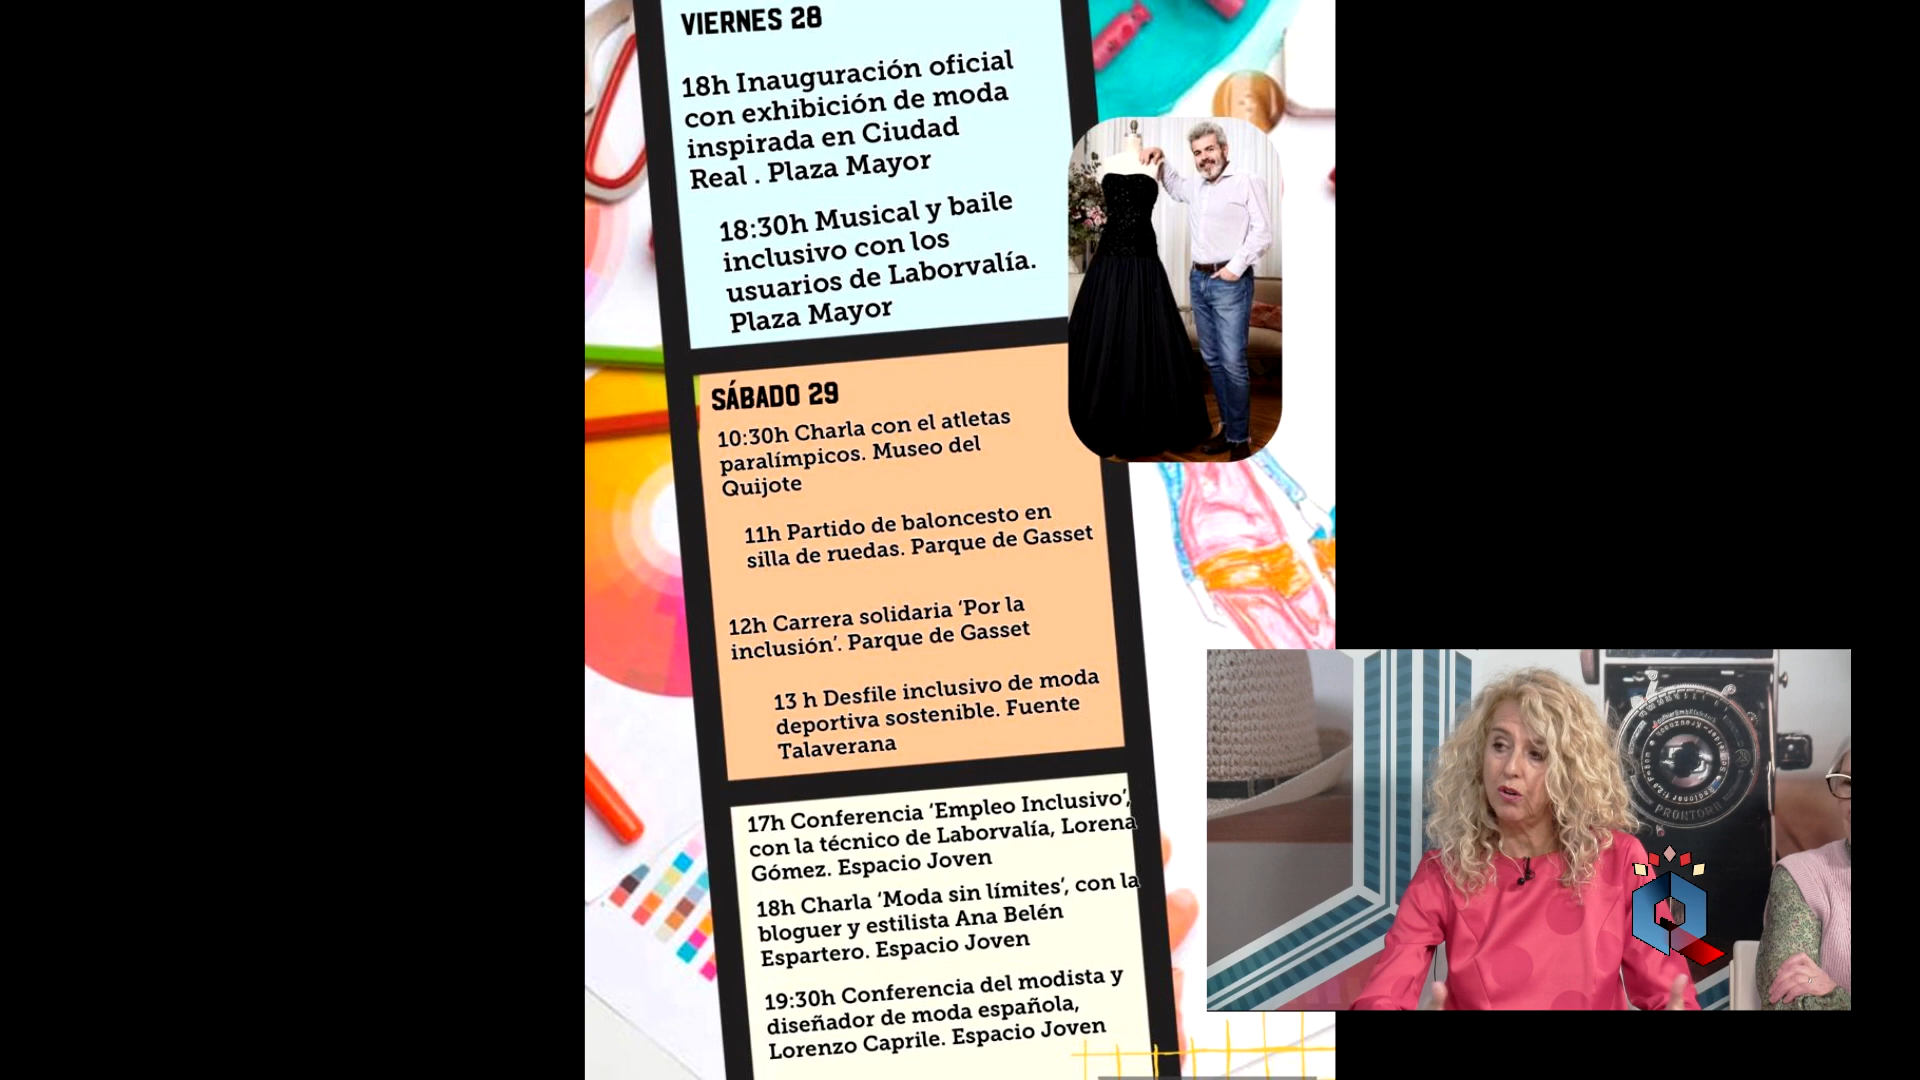 VIERNES 28
18h Inauguración oficial
con exhibición de moda
inspirada en Ciudad
Real . Plaza Mayor
18:30h Musical y baile
inclusivo con los
usuarios de Laborvalía.
Plaza Mayor
SÁBADO 29
10:30h Charla con el atletas
paralímpicos. Museo del
Quijote
11h Partido de baloncesto en
silla de ruedas. Parque de Gasset
12h Carrera solidaria ‘Por la
inclusión’. Parque de Gasset
13 h Desfile inclusivo de moda
deportiva sostenible. Fuente
Talaverana
17h Conferencia ‘Empleo Inclusivo’,
con la técnico de Laborvalía, Lorena
Gómez. Espacio Joven
18h Charla ‘Moda sin límites’, con la
bloguer y estilista Ana Belén
Espartero. Espacio Joven
19:30h Conferencia del modista y
diseñador de moda española,
Lorenzo Caprile. Espacio Joven
PRONTOR II